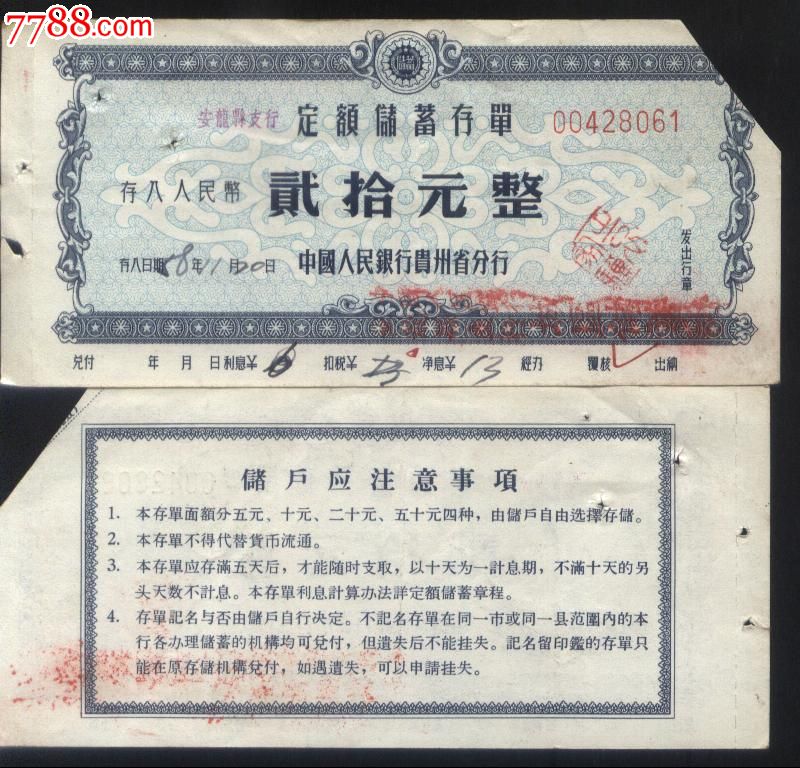 7788.com
安龍縣支行 定額儲蓄存單 00428061
存入人民幣 貳拾元整
存入日期58年11月20日 中國人民銀行貴州省分行
发出行章
兑付 年 月 日 利息￥ 扣税￥ 净息￥13 經办 覆核 出納
儲戶应注意事項
1. 本存單面額分五元、十元、二十元、五十元四种，由儲戶自由选擇存儲。
2. 本存單不得代替貨币流通。
3. 本存單应存滿五天后，才能随时支取，以十天为一計息期，不滿十天的另
头天数不計息。本存單利息計算办法詳定額儲蓄章程。
4. 存單記名与否由儲戶自行决定。不記名存單在同一市或同一县范圍内的本
行各办理儲蓄的机構均可兌付，但遺失后不能挂失。記名留印鑑的存單只
能在原存儲机構兌付，如遇遺失，可以申請挂失。